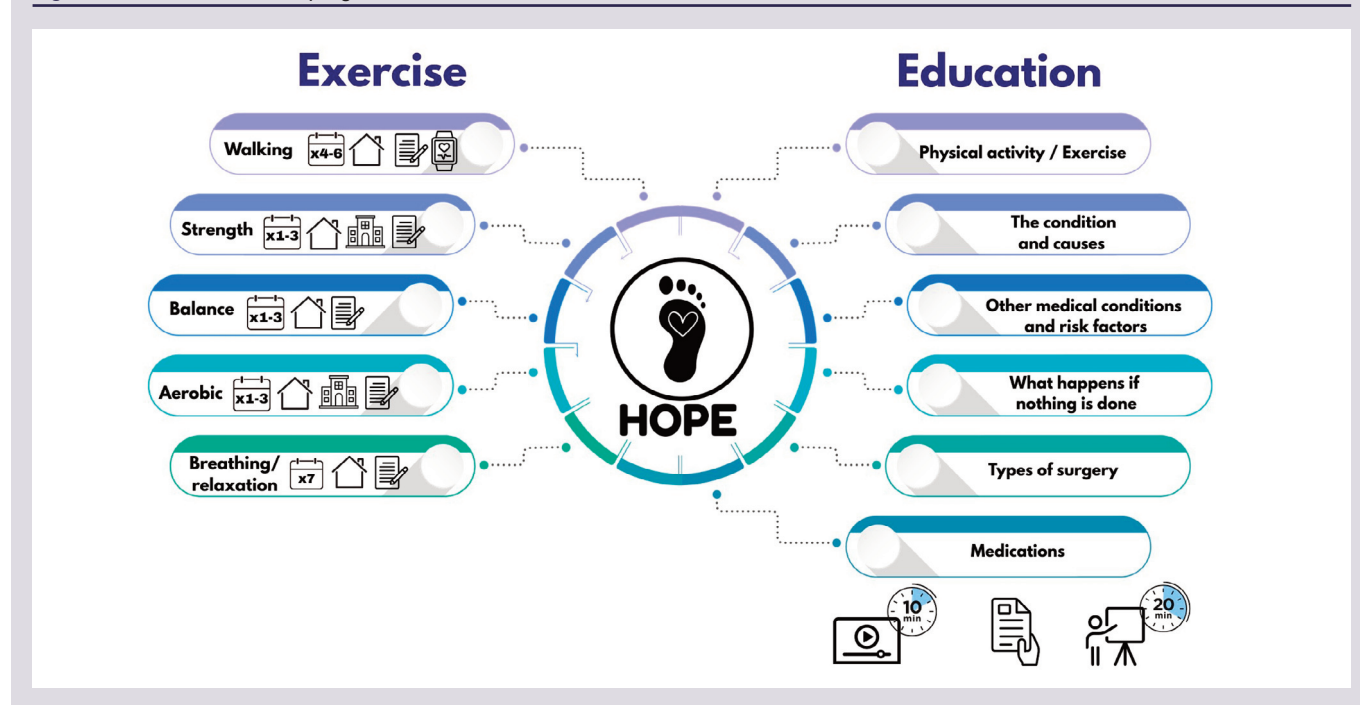 Exercise
Education
Walking
x4-6
Strength
x1-3
Balance
x1-3
Aerobic
x1-3
Breathing/
relaxation
x7
HOPE
Physical activity / Exercise
The condition
and causes
Other medical conditions
and risk factors
What happens if
nothing is done
Types of surgery
Medications
10
min
20
min